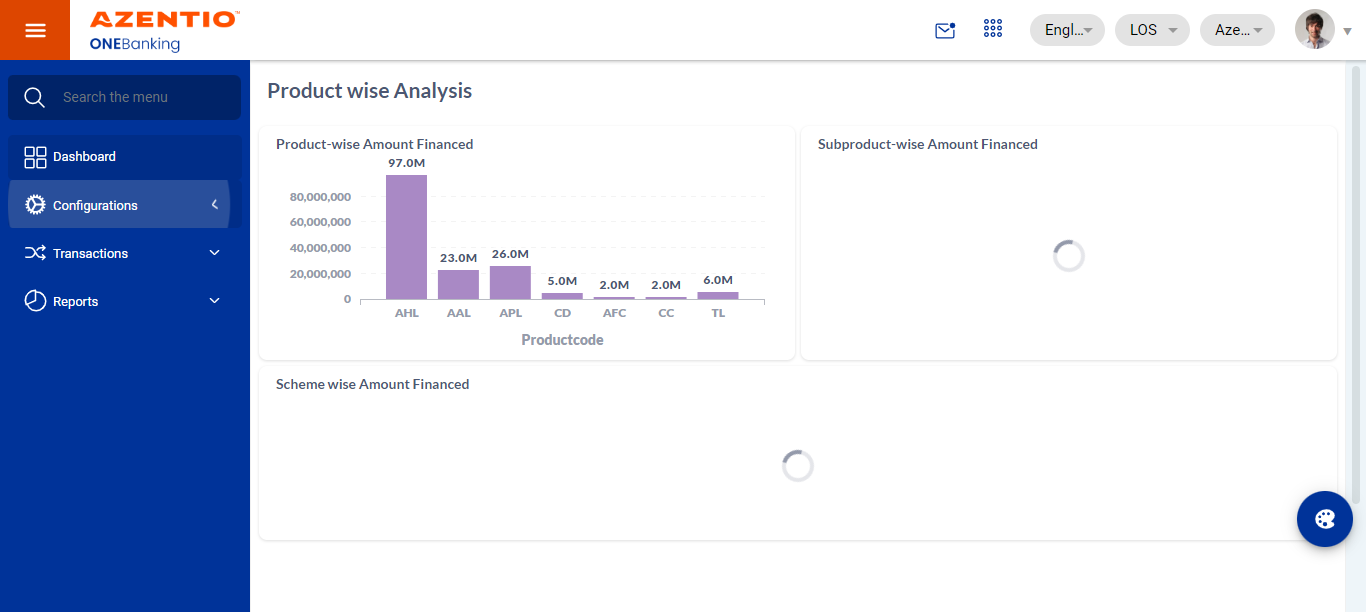 AZENTIO™
ONEBanking
Engl...
LOS
Aze...
Search the menu
Dashboard
Configurations
Transactions
Reports
Product wise Analysis
Product-wise Amount Financed
97.0M
80,000,000
60,000,000
40,000,000
20,000,000
0
23.0M
26.0M
5.0M
2.0M
2.0M
6.0M
AHL AAL APL CD AFC CC TL
Productcode
Subproduct-wise Amount Financed
Scheme wise Amount Financed